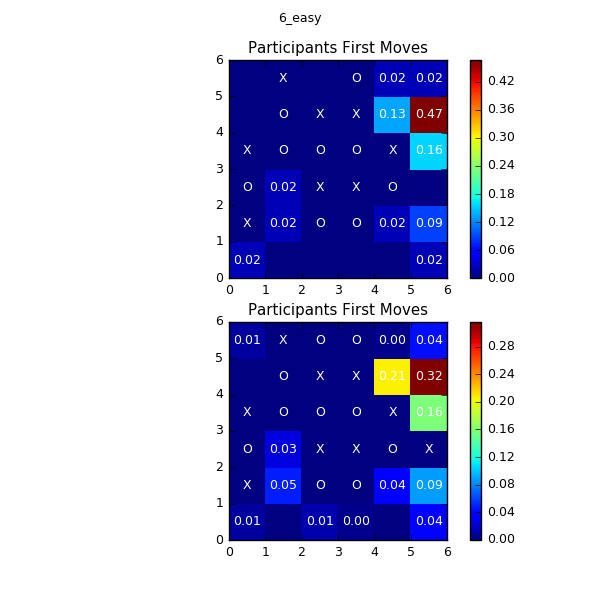 6_easy
Participants First Moves
6 X O 0.02 0.02 0.42
5 O X X 0.13 0.47 0.36
4 X O O O X 0.16 0.30
3 O 0.02 X X O 0.24
2 X 0.02 O O 0.02 0.09 0.18
1 0.02 0.02 0.12
0 0.06
0 1 2 3 4 5 6 0.00
Participants First Moves
6 0.01 X O O 0.00 0.04 0.28
5 O X X 0.21 0.32 0.24
4 X O O O X 0.16 0.20
3 O 0.03 X X O X 0.16
2 X 0.05 O O 0.04 0.09 0.12
1 0.01 0.01 0.00 0.04 0.08
0 0.04
0 1 2 3 4 5 6 0.00